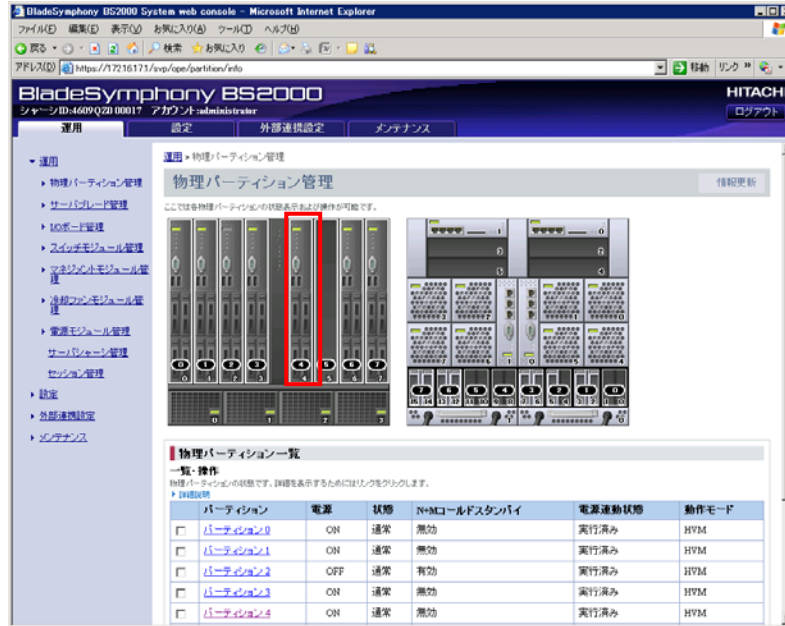 BladeSymphony BS2000 System web console - Microsoft Internet Explorer
ファイル(F) 編集(E) 表示(V) お気に入り(A) ツール(T) ヘルプ(H)
戻る 検索 お気に入り
アドレス(D) https://17216171/svp/ope/partition/info 移動 リンク
BladeSymphony BS2000 HITACHI
シャーシID:4609QZ000017 アカウント:administrator ログアウト
運用 設定 外部連携設定 メンテナンス
運用 運用 > 物理パーティション管理
物理パーティション管理 物理パーティション管理 情報更新
サーバブレード管理 ここでは各物理パーティションの状態表示および操作が可能です。
I/Oボード管理
スイッチモジュール管理
マネジメントモジュール管理
冷却ファンモジュール管理
電源モジュール管理
サーバシャーシ管理
セッション管理
設定
外部連携設定
メンテナンス
物理パーティション一覧
一覧・操作
物理パーティションの状態です。詳細を表示するためにはリンクをクリックします。
詳細説明
パーティション 電源 状態 N+Mコールドスタンバイ 電源連動状態 動作モード
パーティション0 ON 通常 無効 実行済み HVM
パーティション1 ON 通常 無効 実行済み HVM
パーティション2 OFF 通常 有効 実行済み HVM
パーティション3 ON 通常 無効 実行済み HVM
パーティション4 ON 通常 無効 実行済み HVM